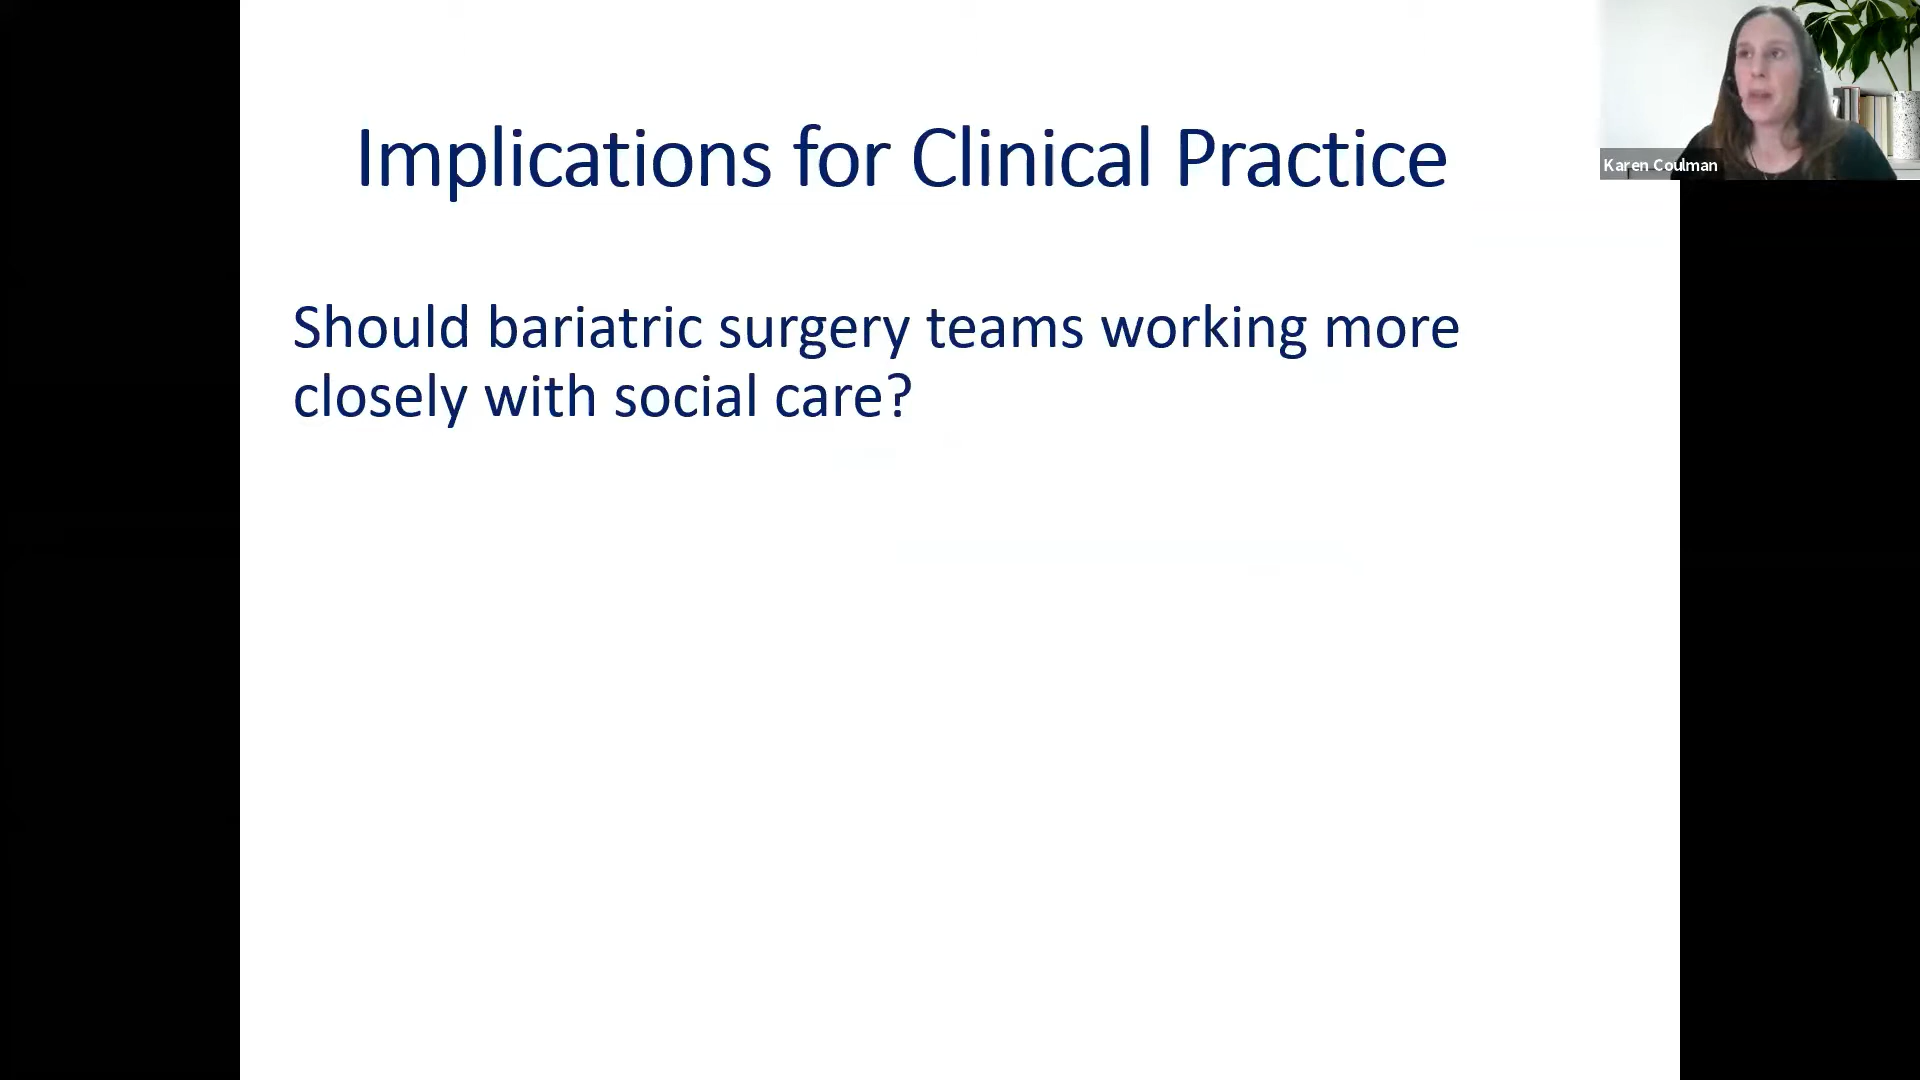 Implications for Clinical Practice
Karen Coulman
Should bariatric surgery teams working more
closely with social care?